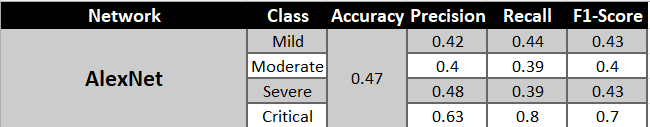 Network Class Accuracy Precision Recall F1-Score
AlexNet Mild 0.47 0.42 0.44 0.43
Moderate 0.4 0.39 0.4
Severe 0.48 0.39 0.43
Critical 0.63 0.8 0.7